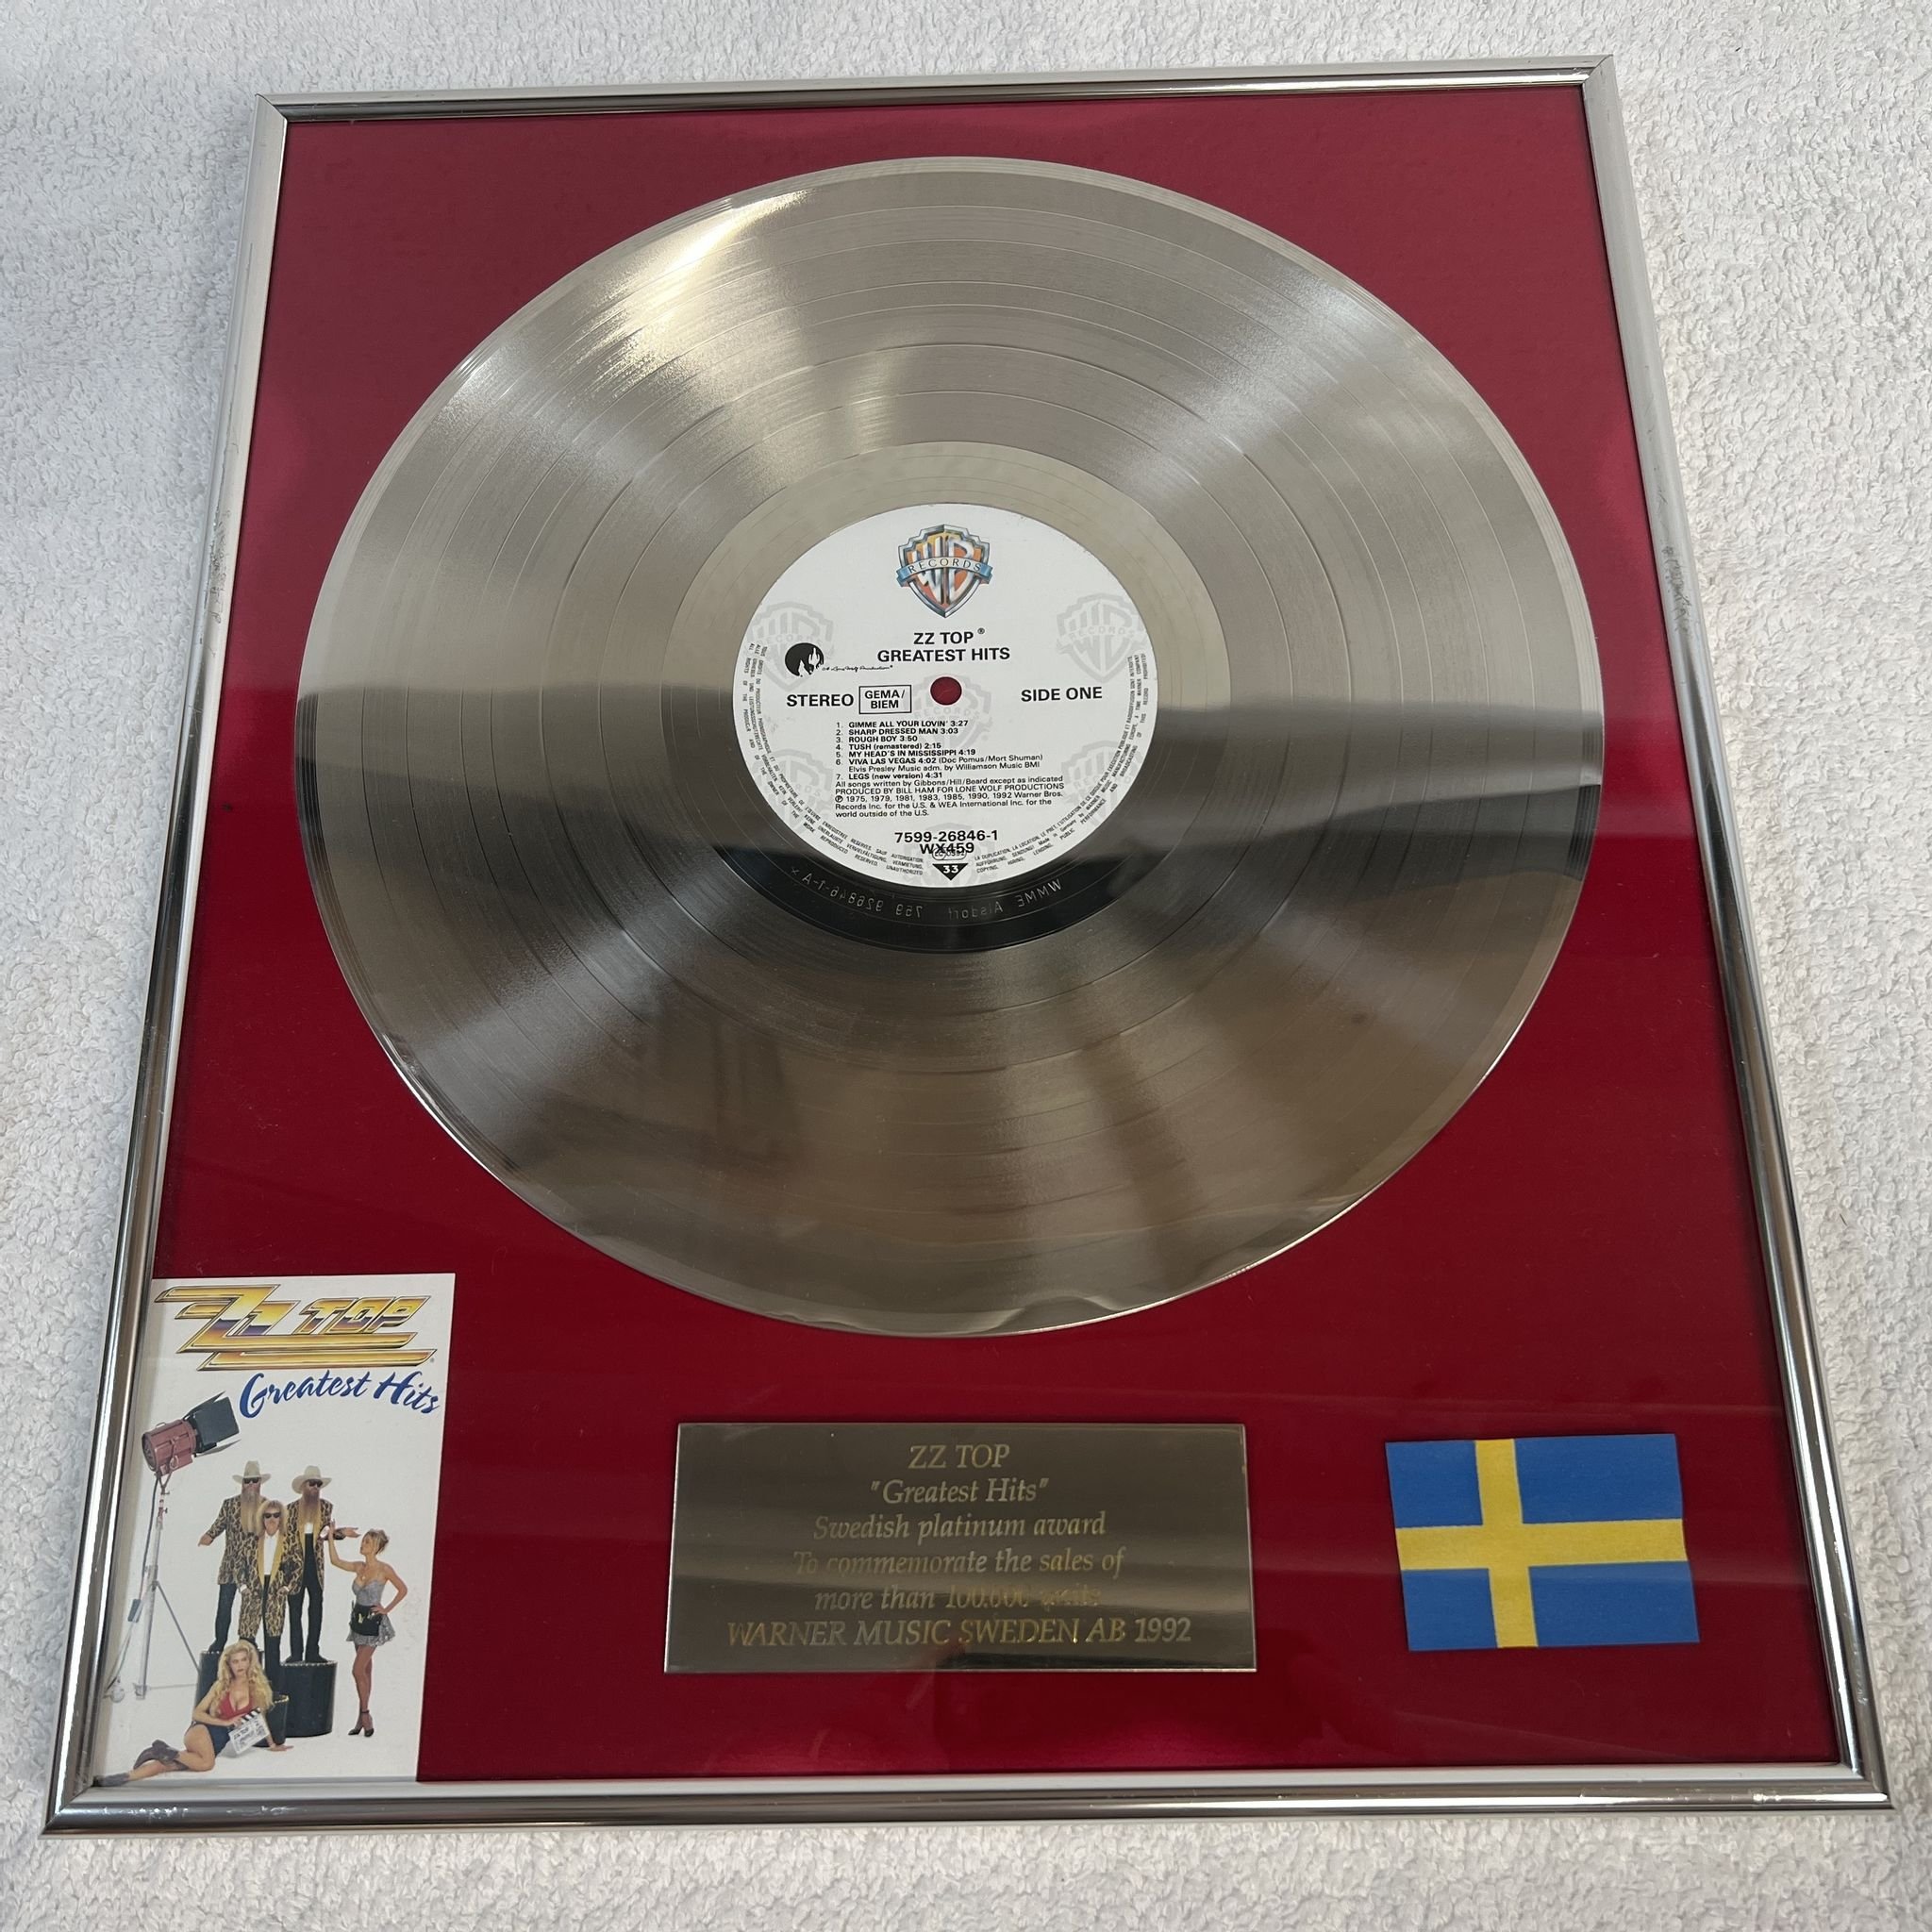 WB
RECORDS
ZZ TOP®
GREATEST HITS
STEREO GEMA/BIEM SIDE ONE
1. GIMME ALL YOUR LOVIN' 3:27
2. SHARP DRESSED MAN 3:03
3. ROUGH BOY 3:50
4. TUSH (remastered) 2:15
5. MY HEAD'S IN MISSISSIPPI 4:19
6. VIVA LAS VEGAS 4:02 (Doc Pomus/Mort Shuman)
Elvis Presley Music adm. by Williamson Music BMI
7. LEGS (new version) 4:31
All songs written by Gibbons/Hill/Beard except as indicated
PRODUCED BY BILL HAM FOR LONE WOLF PRODUCTIONS
℗ 1975, 1979, 1981, 1983, 1985, 1990, 1992 Warner Bros.
Records Inc. for the U.S. & WEA International Inc. for the
world outside of the U.S.
7599-26846-1
WX459
33
WMME Alsdorf 759 926846-1-A
ZZ TOP
Greatest Hits
ZZ TOP
"Greatest Hits"
Swedish platinum award
To commemorate the sales of
more than 100.000 units
WARNER MUSIC SWEDEN AB 1992